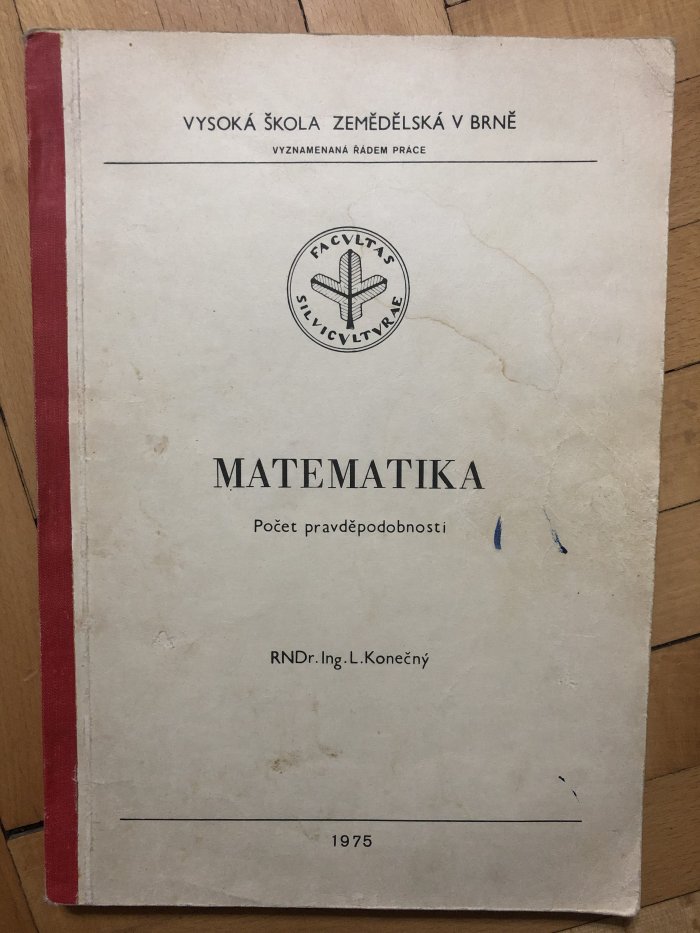 VYSOKÁ ŠKOLA ZEMĚDĚLSKÁ V BRNĚ
VYZNAMENANÁ ŘÁDEM PRÁCE
FACVLTAS
SILVICVLTVRAE
MATEMATIKA
Počet pravděpodobnosti
RNDr.Ing.L.Konečný
1975